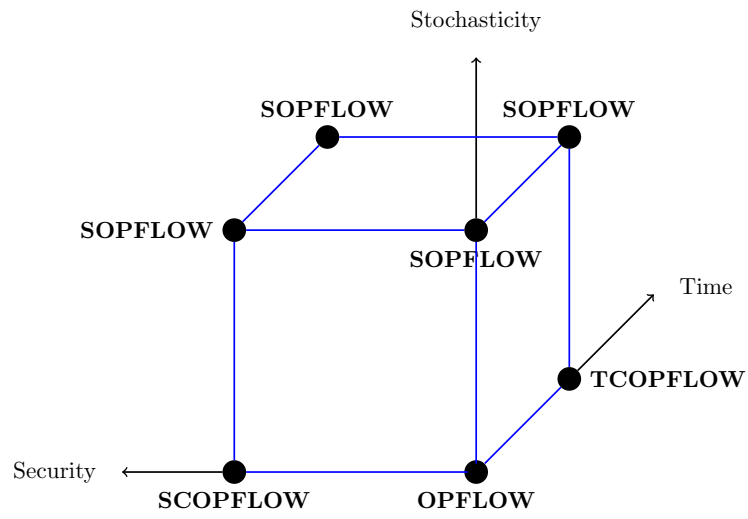 Stochasticity
SOPFLOW
SOPFLOW
SOPFLOW
SOPFLOW
Time
TCOPFLOW
Security
SCOPFLOW
OPFLOW